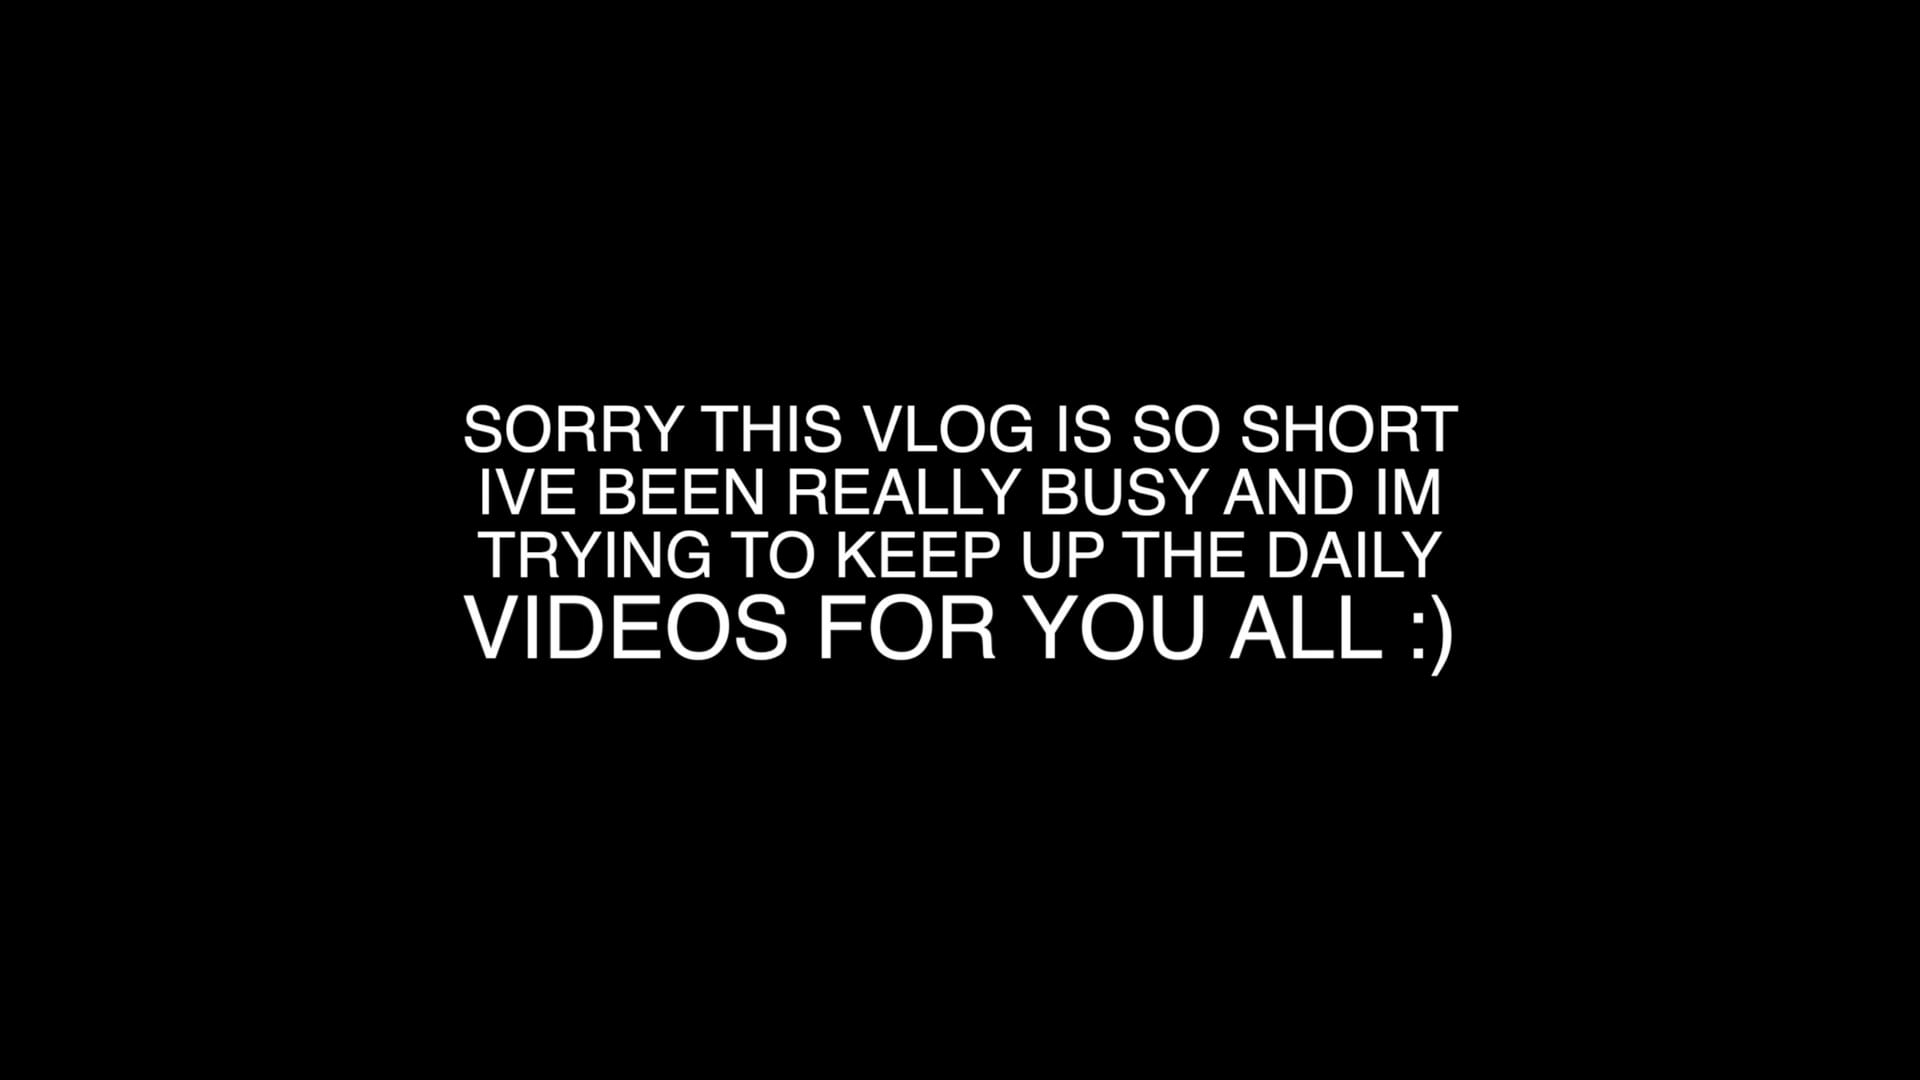 SORRY THIS VLOG IS SO SHORT
IVE BEEN REALLY BUSY AND IM
TRYING TO KEEP UP THE DAILY
VIDEOS FOR YOU ALL :)